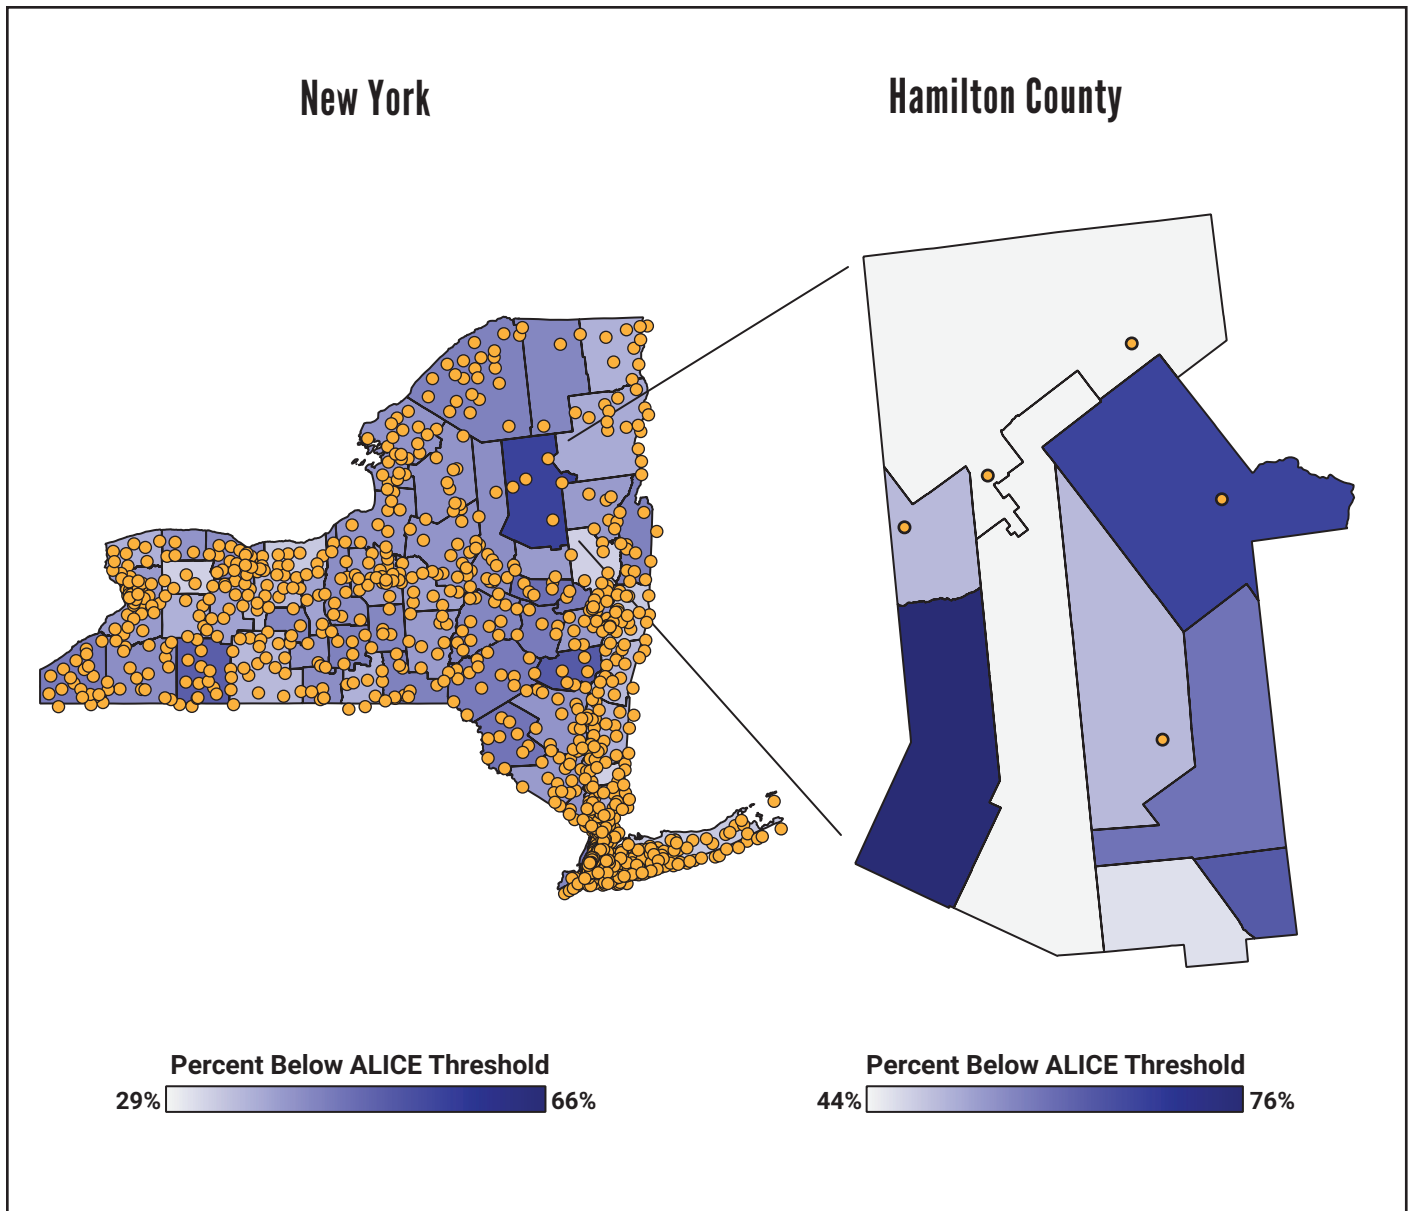 New York
Hamilton County
Percent Below ALICE Threshold
29%
66%
Percent Below ALICE Threshold
44%
76%